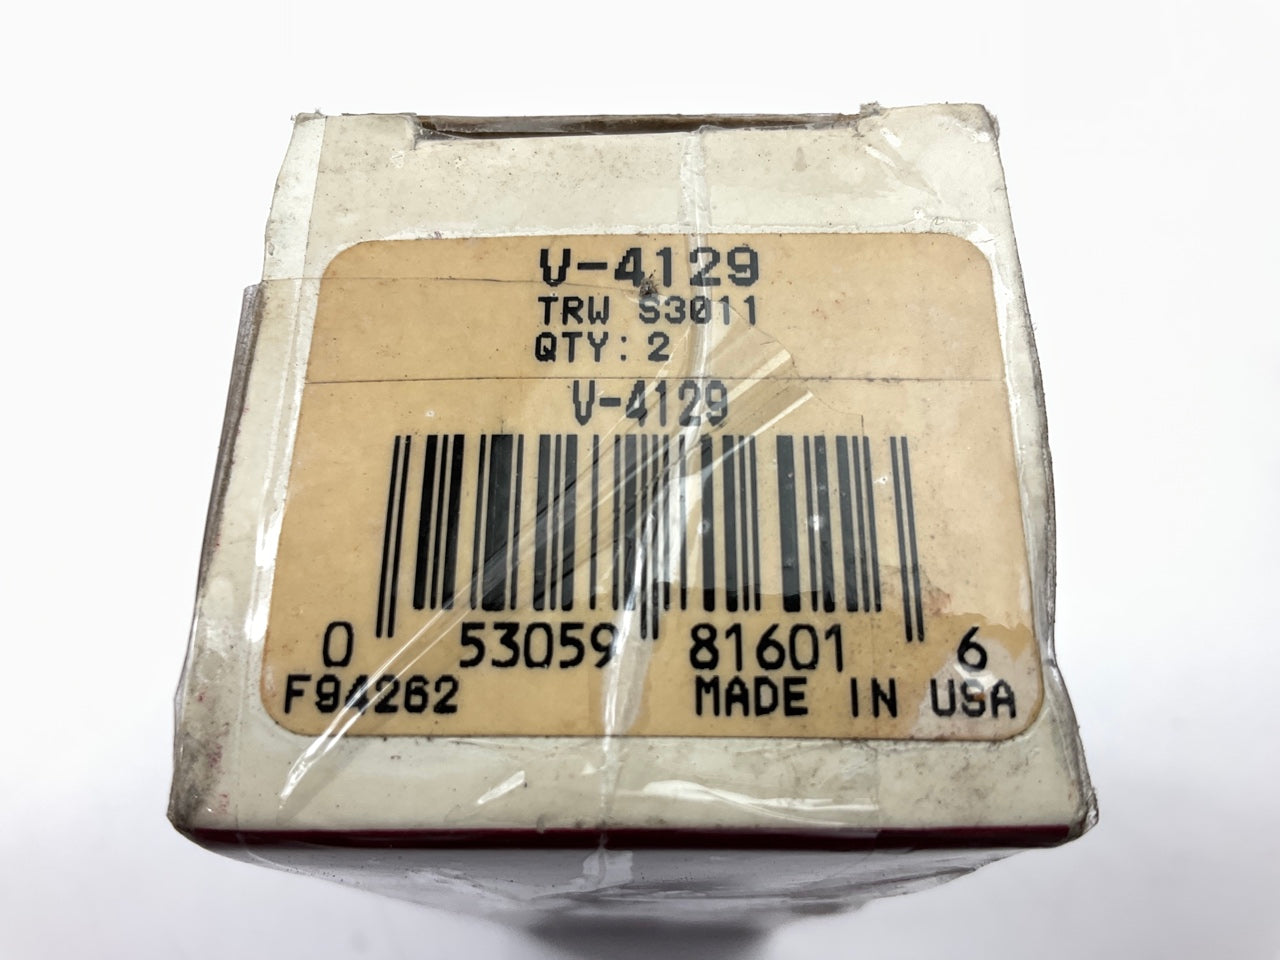 V-4129
TRW S3011
QTY: 2
V-4129
0 53059 81601 6
F94262 MADE IN USA